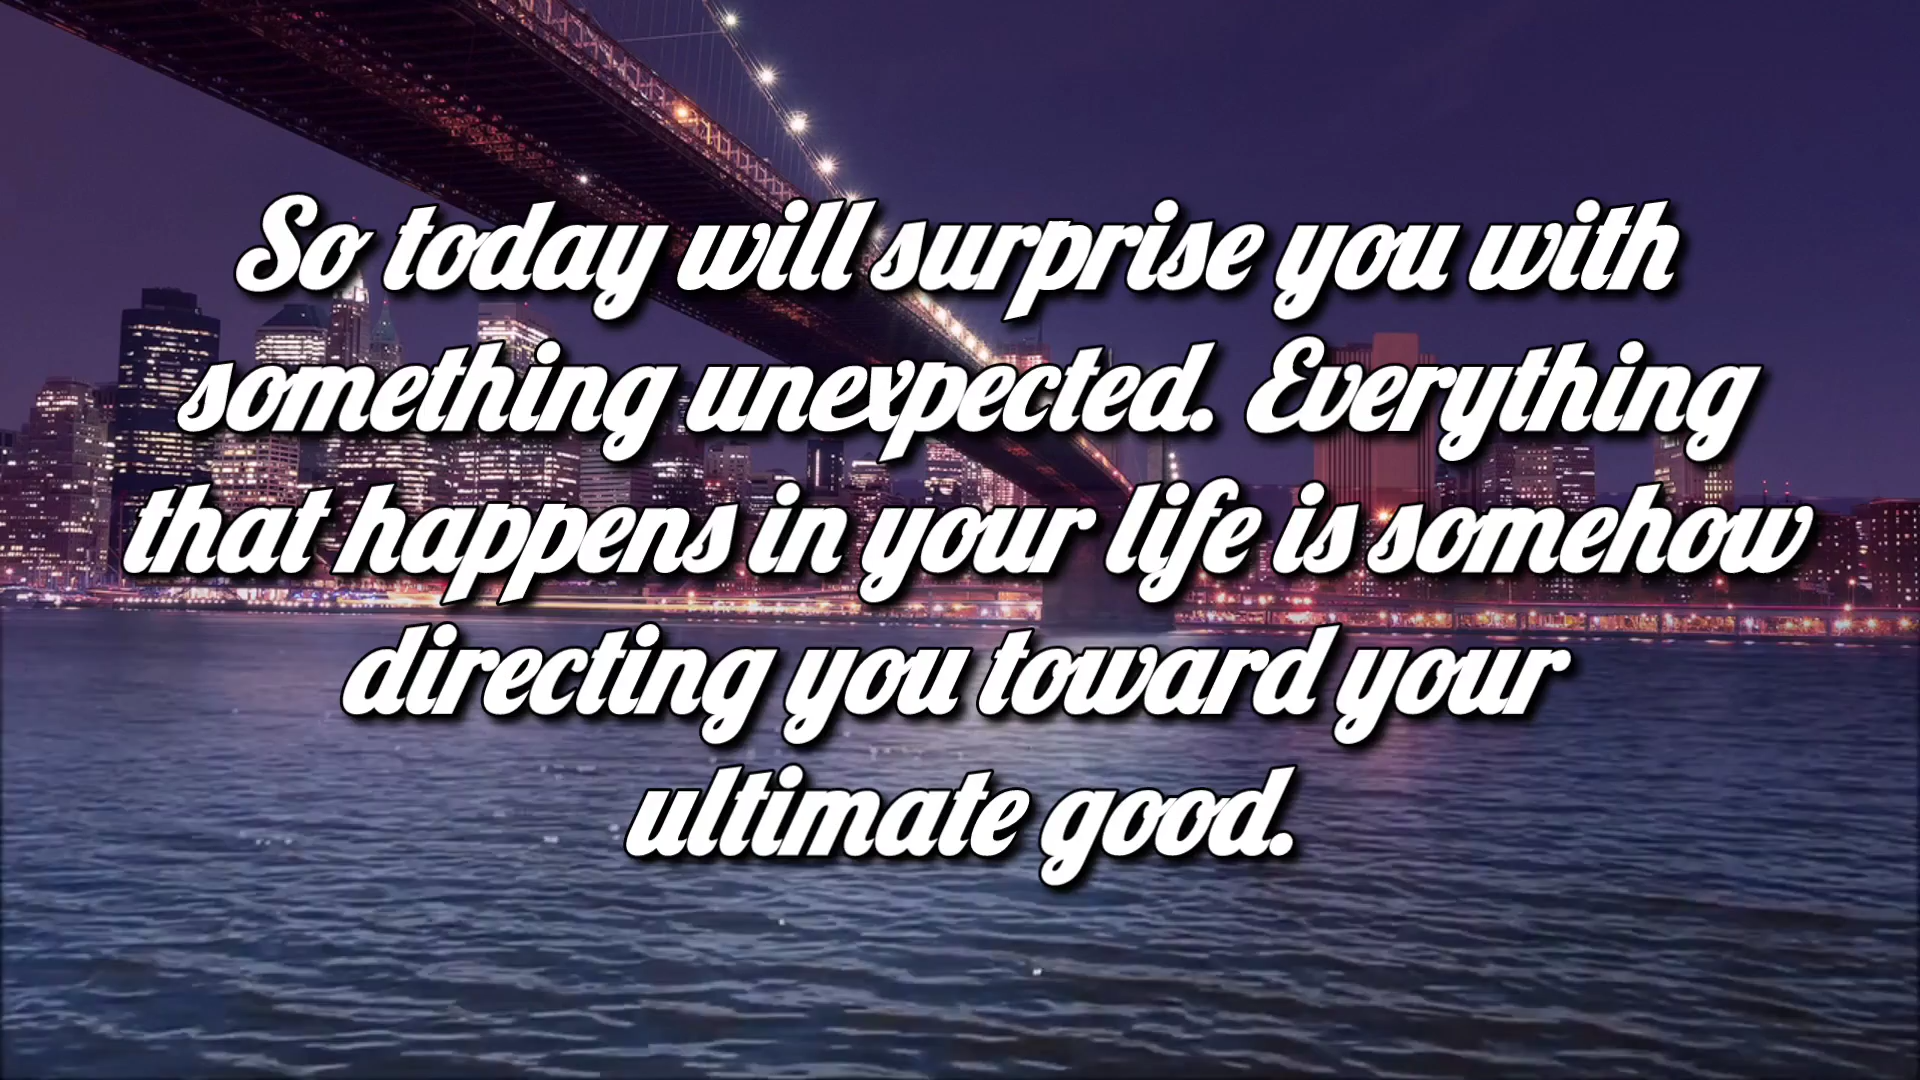 So today will surprise you with
something unexpected. Everything
that happens in your life is somehow
directing you toward your
ultimate good.